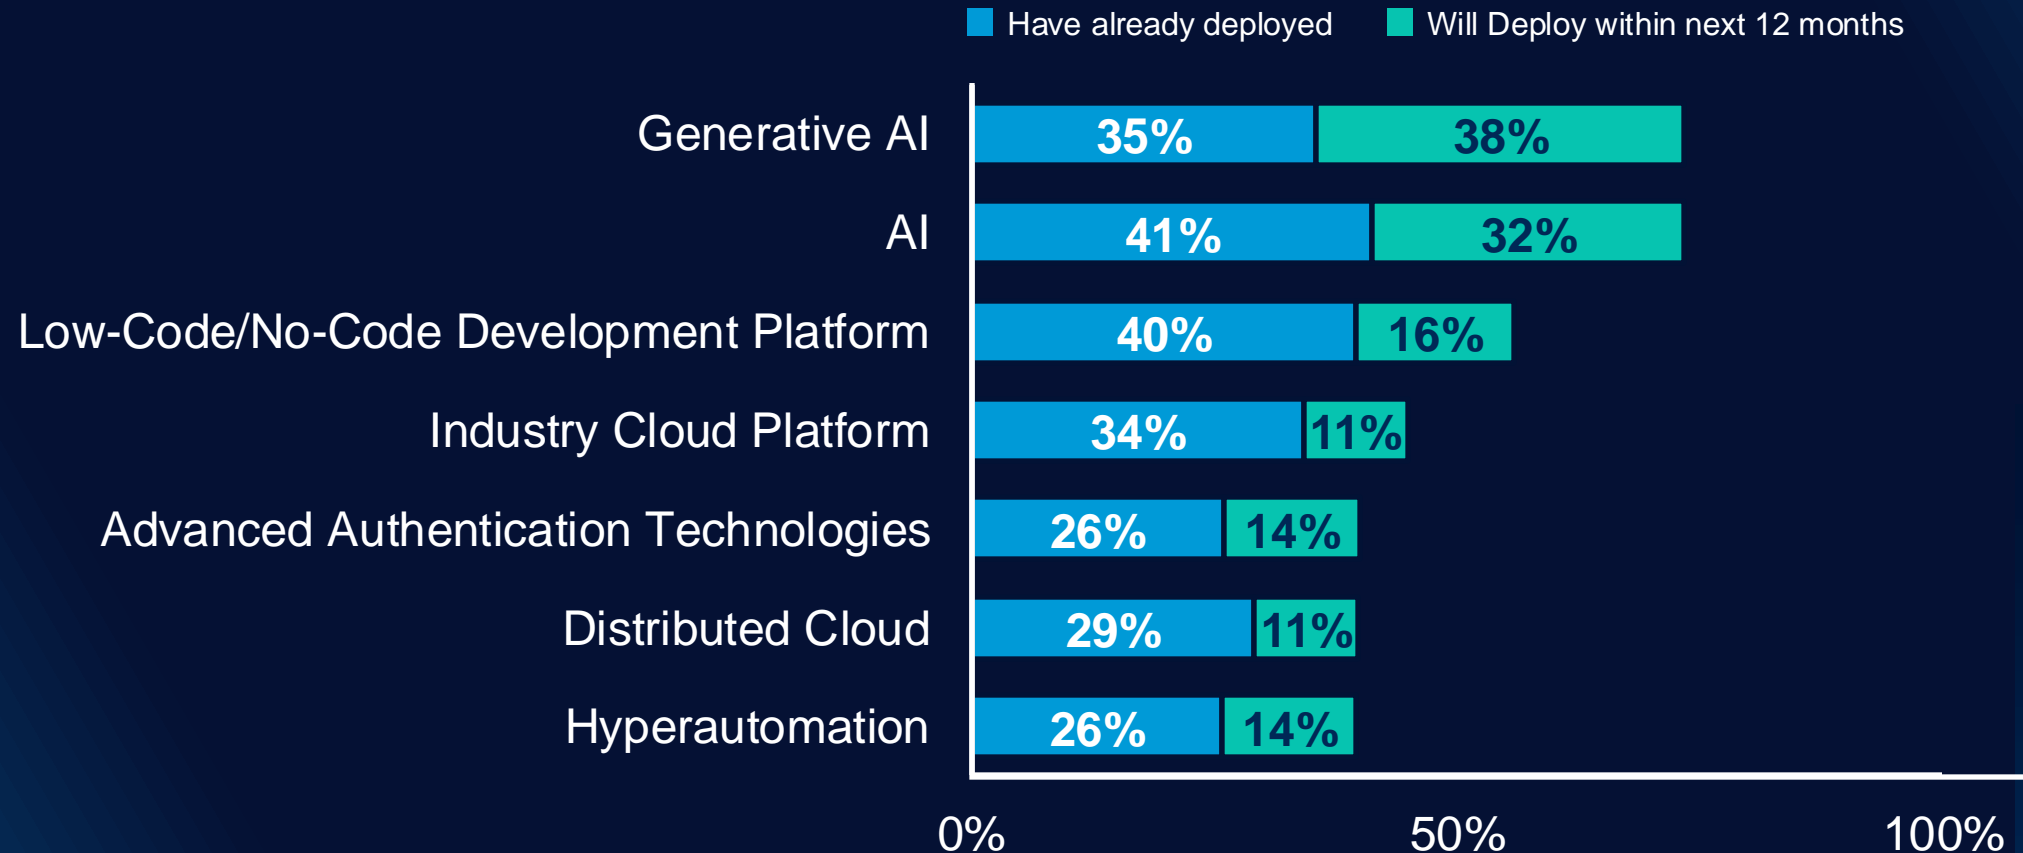 Have already deployed Will Deploy within next 12 months
Generative AI 35% 38%
AI 41% 32%
Low-Code/No-Code Development Platform 40% 16%
Industry Cloud Platform 34% 11%
Advanced Authentication Technologies 26% 14%
Distributed Cloud 29% 11%
Hyperautomation 26% 14%
0% 50% 100%